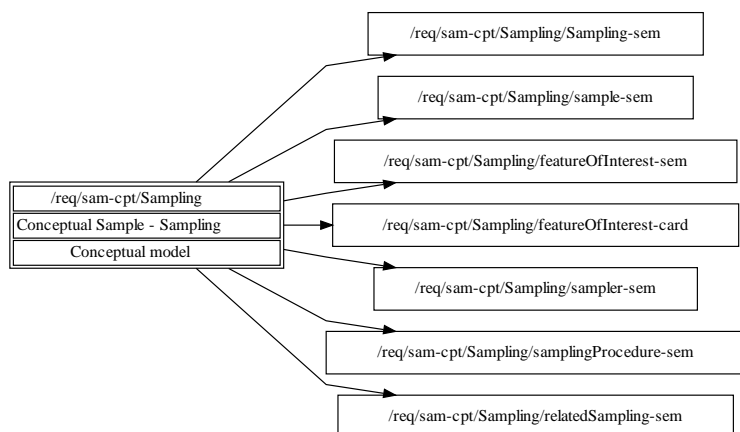 /req/sam-cpt/Sampling
Conceptual Sample - Sampling
Conceptual model
/req/sam-cpt/Sampling/Sampling-sem
/req/sam-cpt/Sampling/sample-sem
/req/sam-cpt/Sampling/featureOfInterest-sem
/req/sam-cpt/Sampling/featureOfInterest-card
/req/sam-cpt/Sampling/sampler-sem
/req/sam-cpt/Sampling/samplingProcedure-sem
/req/sam-cpt/Sampling/relatedSampling-sem